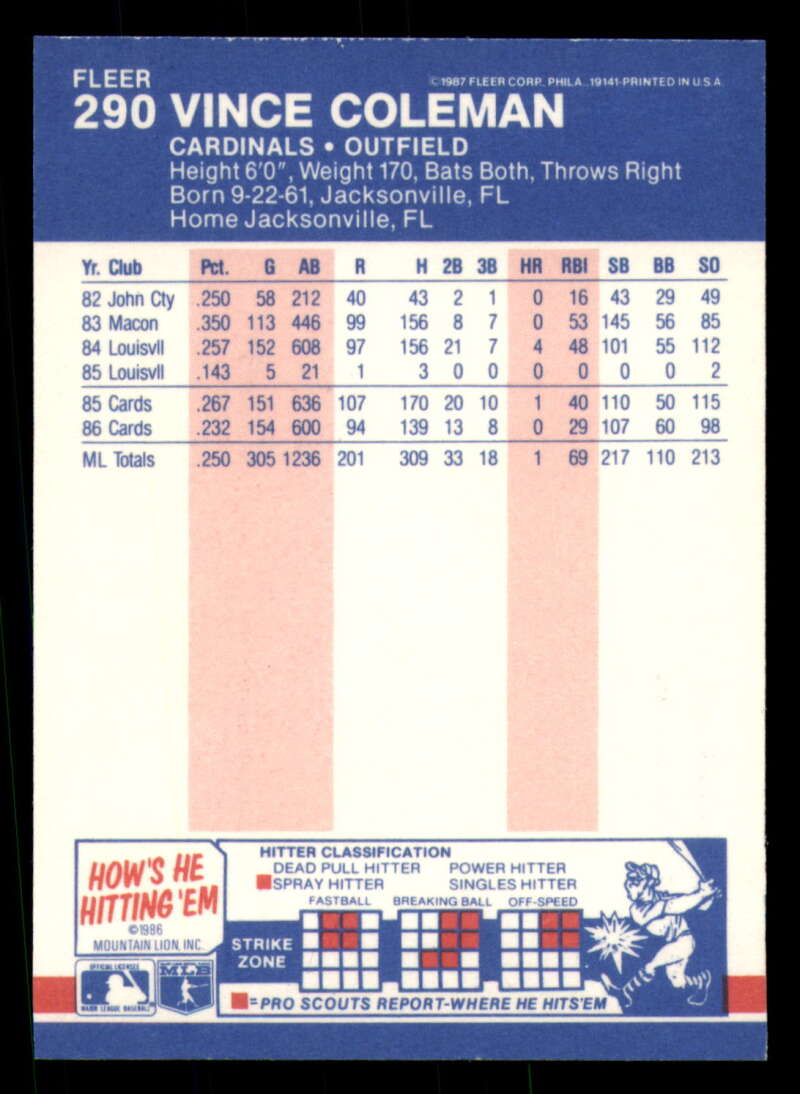 FLEER
©1987 FLEER CORP., PHILA., 19141-PRINTED IN U.S.A.
290 VINCE COLEMAN
CARDINALS • OUTFIELD
Height 6'0", Weight 170, Bats Both, Throws Right
Born 9-22-61, Jacksonville, FL
Home Jacksonville, FL
Yr. Club Pct. G AB R H 2B 3B HR RBI SB BB SO
82 John Cty .250 58 212 40 43 2 1 0 16 43 29 49
83 Macon .350 113 446 99 156 8 7 0 53 145 56 85
84 Louisvll .257 152 608 97 156 21 7 4 48 101 55 112
85 Louisvll .143 5 21 1 3 0 0 0 0 0 0 2
85 Cards .267 151 636 107 170 20 10 1 40 110 50 115
86 Cards .232 154 600 94 139 13 8 0 29 107 60 98
ML Totals .250 305 1236 201 309 33 18 1 69 217 110 213
HOW'S HE
HITTING 'EM
©1986
MOUNTAIN LION, INC.
HITTER CLASSIFICATION
DEAD PULL HITTER POWER HITTER
SPRAY HITTER SINGLES HITTER
FASTBALL BREAKING BALL OFF-SPEED
STRIKE
ZONE
=PRO SCOUTS REPORT-WHERE HE HITS'EM
OFFICIAL LICENSEE
MAJOR LEAGUE BASEBALL
MLB